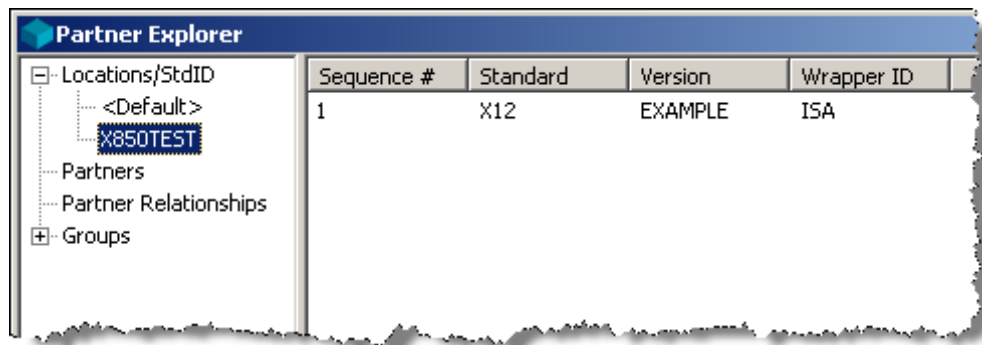 Partner Explorer
Locations/StdID
<Default>
X850TEST
Partners
Partner Relationships
Groups
Sequence # Standard Version Wrapper ID
1 X12 EXAMPLE ISA